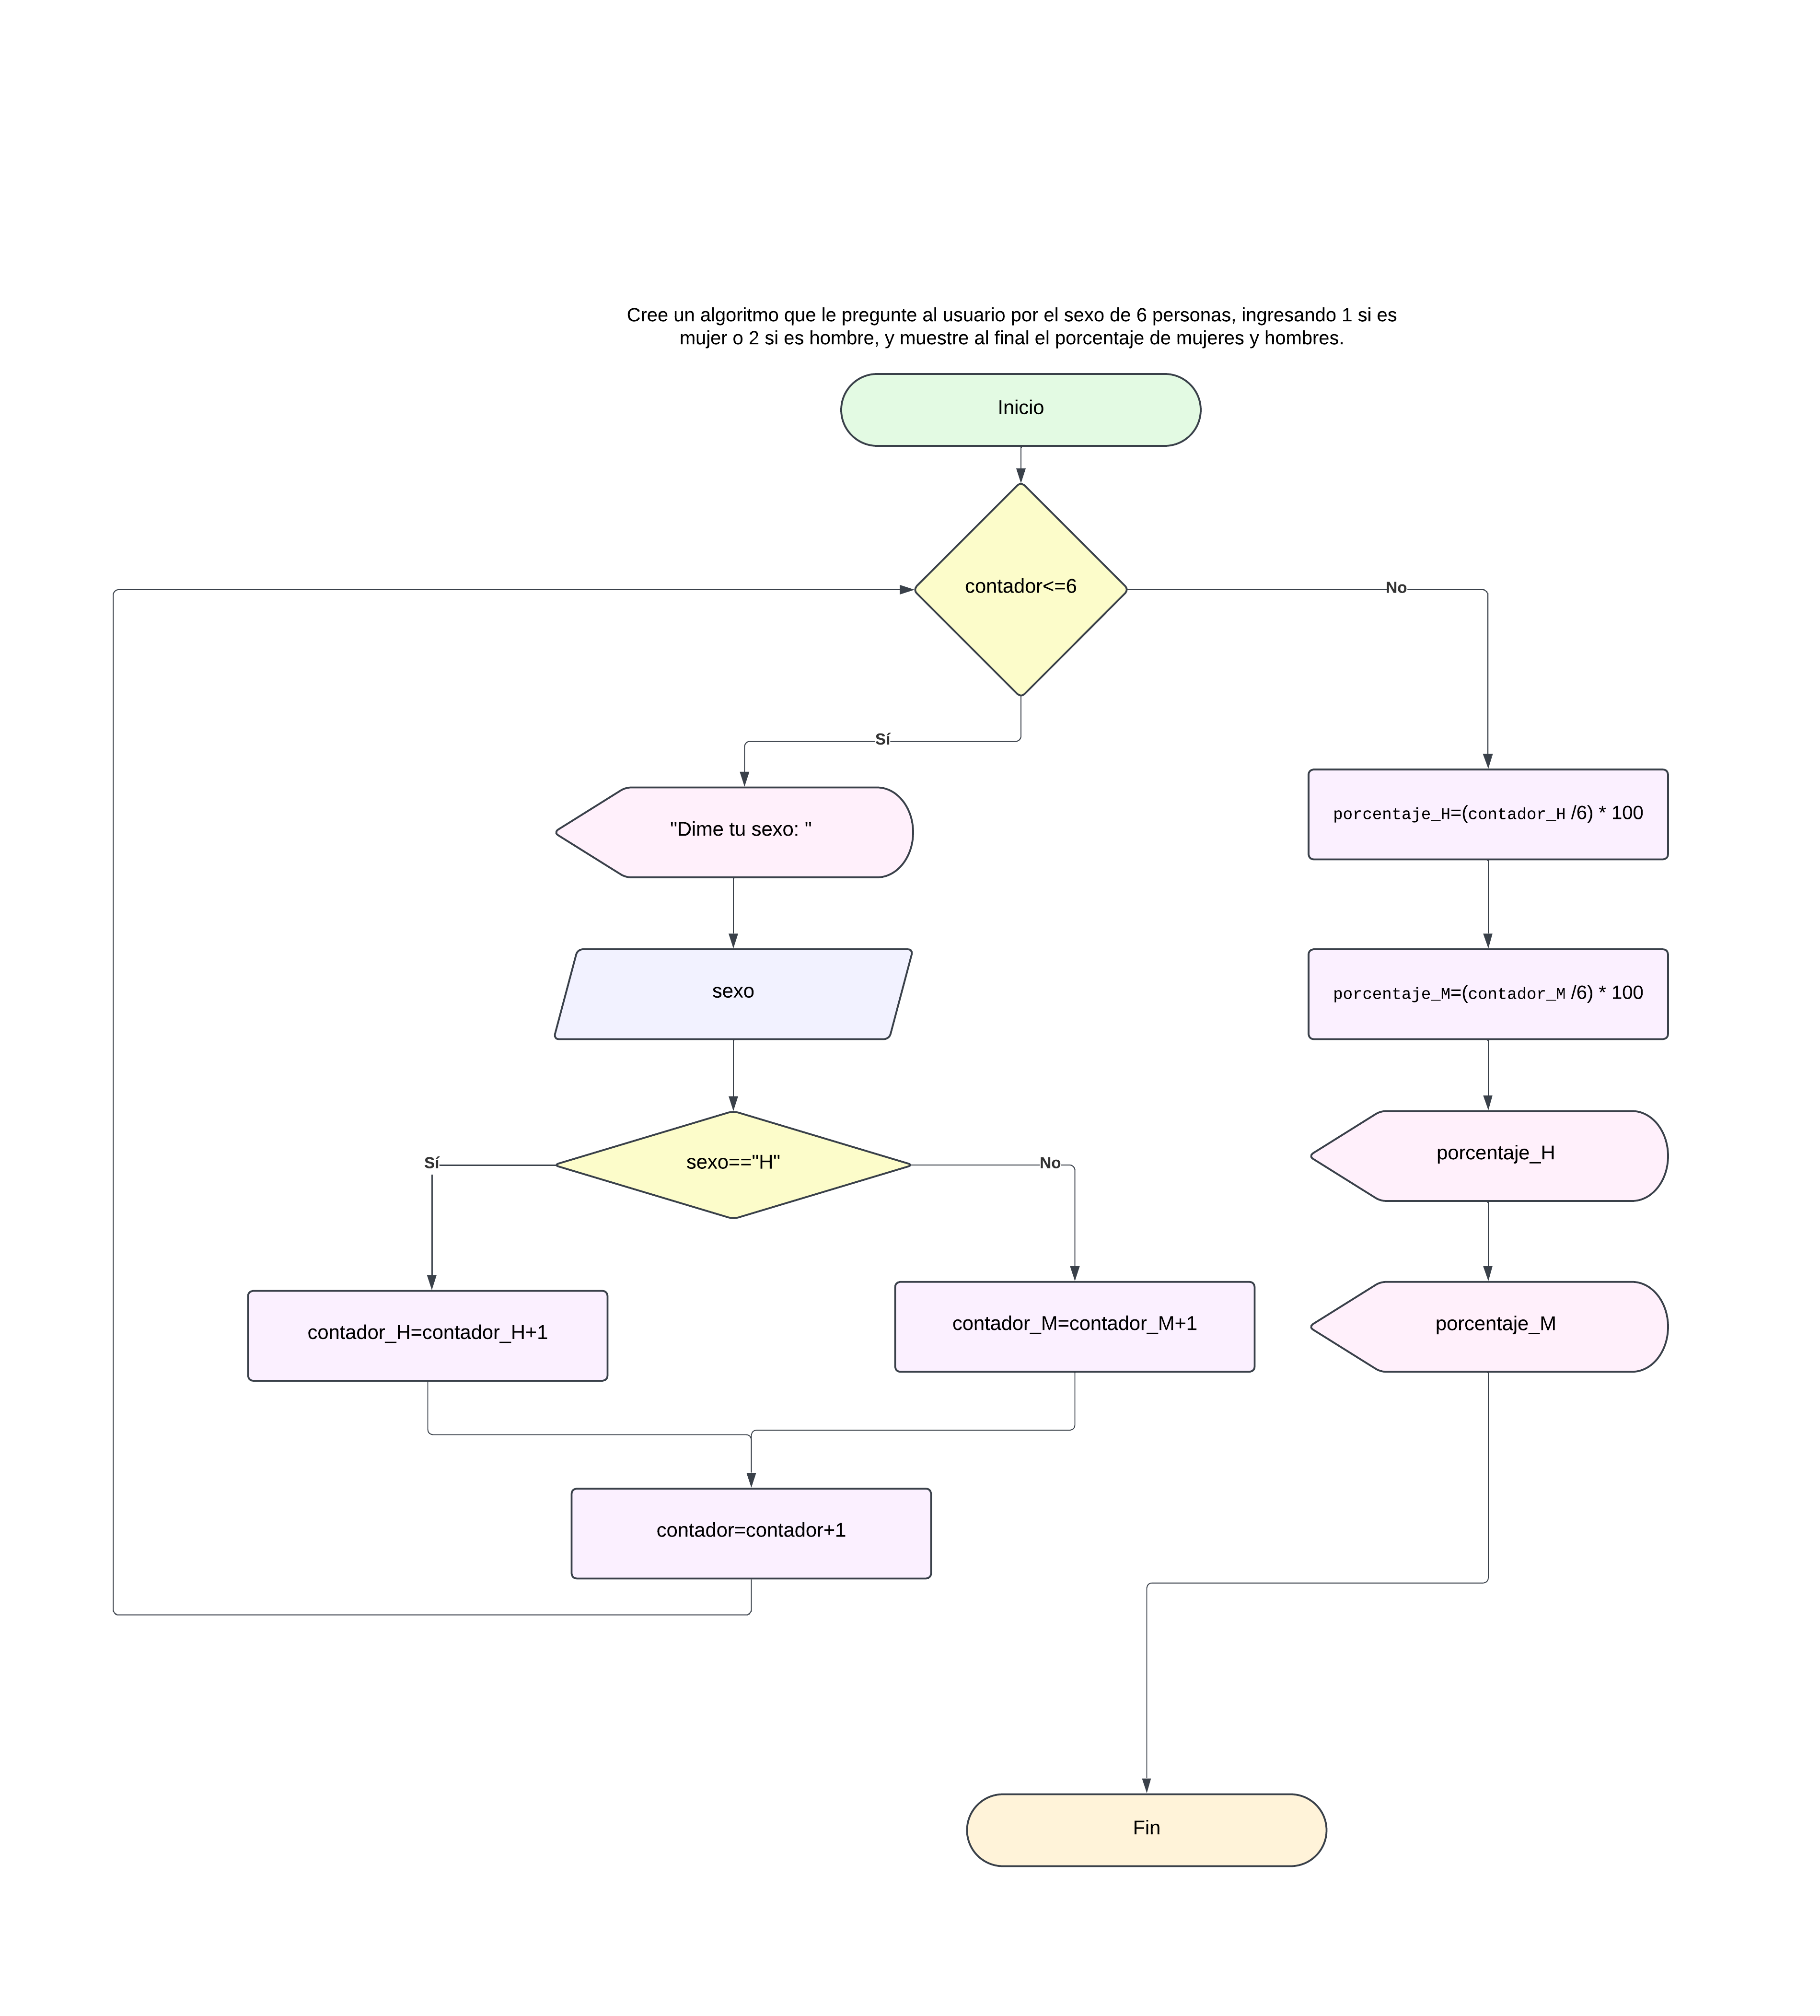 Cree un algoritmo que le pregunte al usuario por el sexo de 6 personas, ingresando 1 si es
mujer o 2 si es hombre, y muestre al final el porcentaje de mujeres y hombres.
Inicio
contador<=6
No
Sí
"Dime tu sexo: "
sexo
sexo=="H"
Sí
No
contador_H=contador_H+1
contador_M=contador_M+1
contador=contador+1
porcentaje_H=(contador_H /6) * 100
porcentaje_M=(contador_M /6) * 100
porcentaje_H
porcentaje_M
Fin